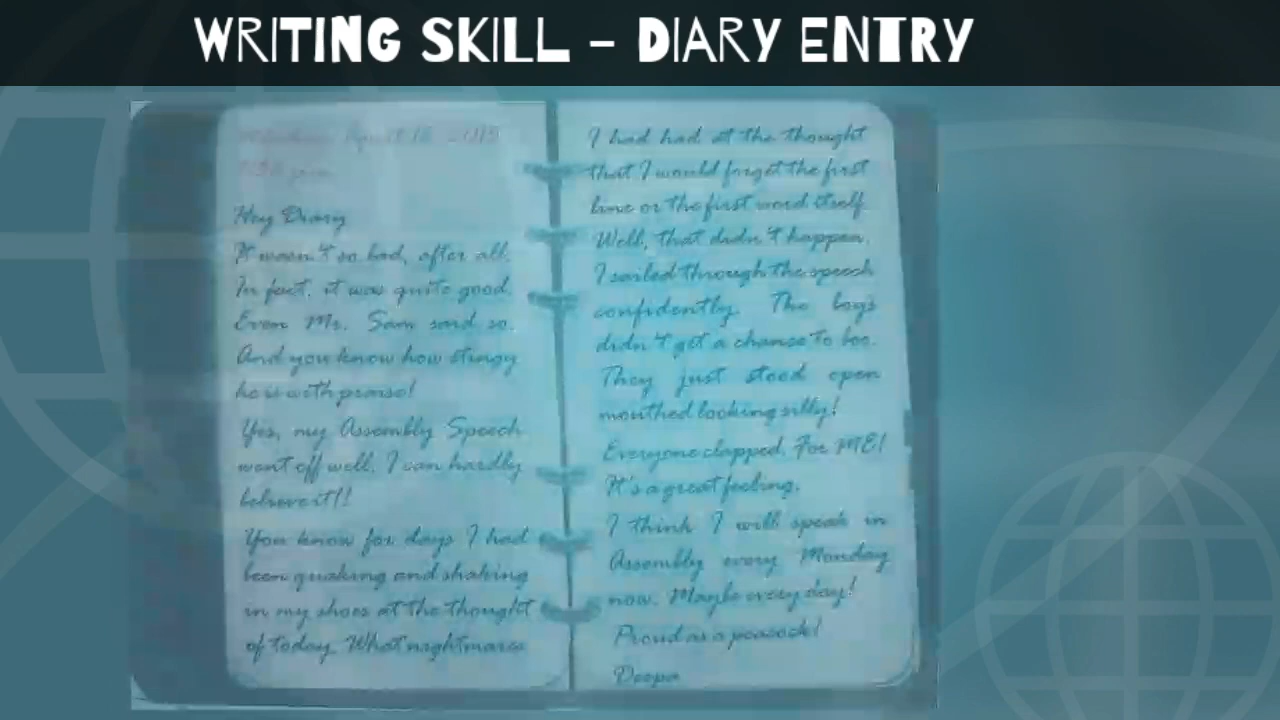 WRITING SKILL – DIARY ENTRY
April 2015
Hey Diary
It wasn't so bad, after all.
In fact, it was quite good.
Even Mr. Sam said so.
And you know how stingy
he is with praise!
Yes, my Assembly Speech
went off well. I can hardly
believe it!!
You know for days I had
been quaking and shaking
in my shoes at the thought
of today. What nightmares
I had had at the thought
that I would forget the first
line or the first word itself.
Well, that didn't happen.
I sailed through the speech
confidently. The boys
didn't get a chance to boo.
They just stood open
mouthed looking silly!
Everyone clapped. For ME!
It's a great feeling.
I think I will speak in
Assembly every Monday
now. Maybe every day!
Proud as a peacock!
Deepa